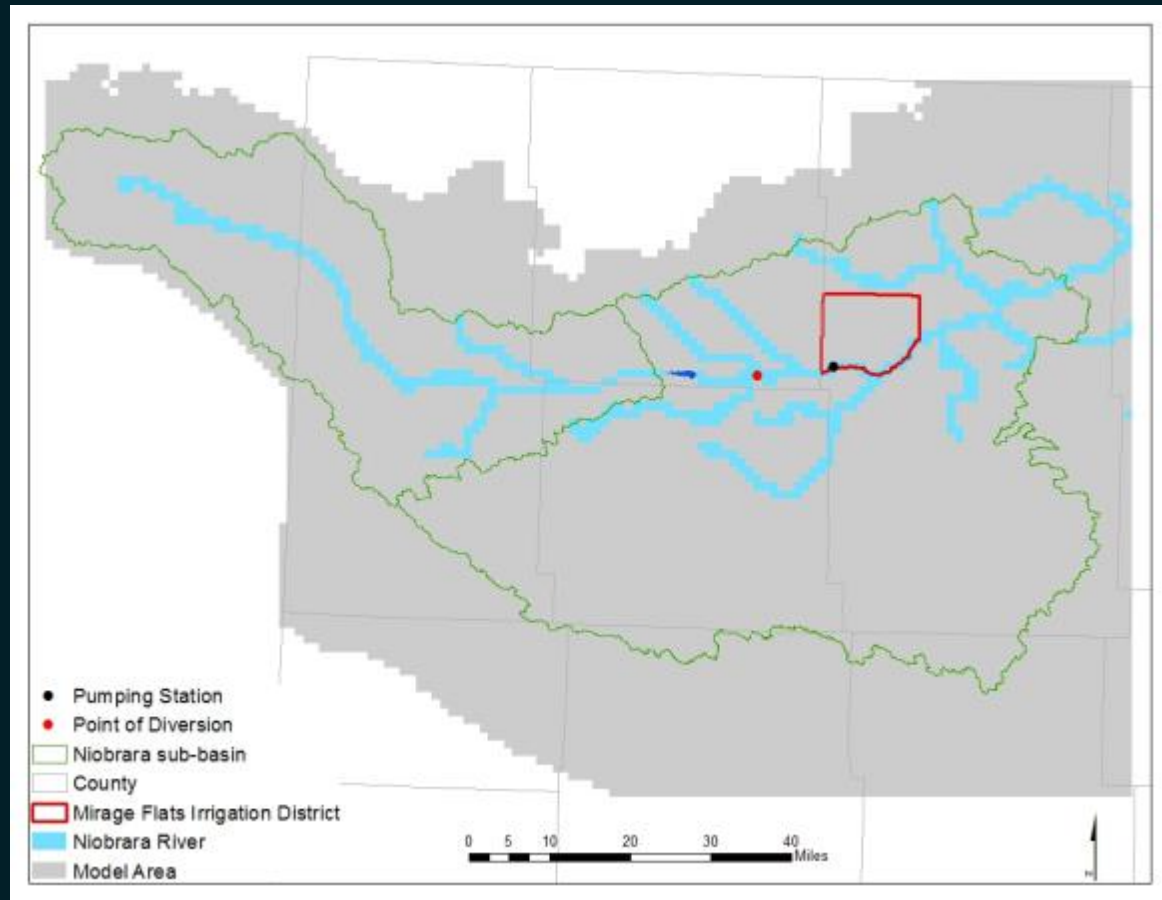 Pumping Station
Point of Diversion
Niobrara sub-basin
County
Mirage Flats Irrigation District
Niobrara River
Model Area
0 5 10 20 30 40
Miles